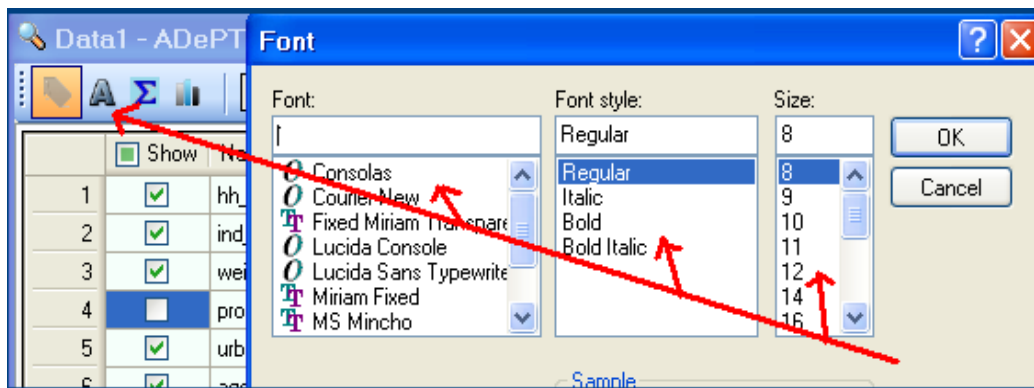 Data1 - ADePT
Font
Font:
Font style:
Size:
Regular
8
OK
Cancel
Show
Na
1
hh_
2
ind_
3
wei
4
pro
5
urb
6
Consolas
Courier New
Fixed Miriam Transpare
Lucida Console
Lucida Sans Typewrite
Miriam Fixed
MS Mincho
Regular
Italic
Bold
Bold Italic
8
9
10
11
12
14
16
Sample